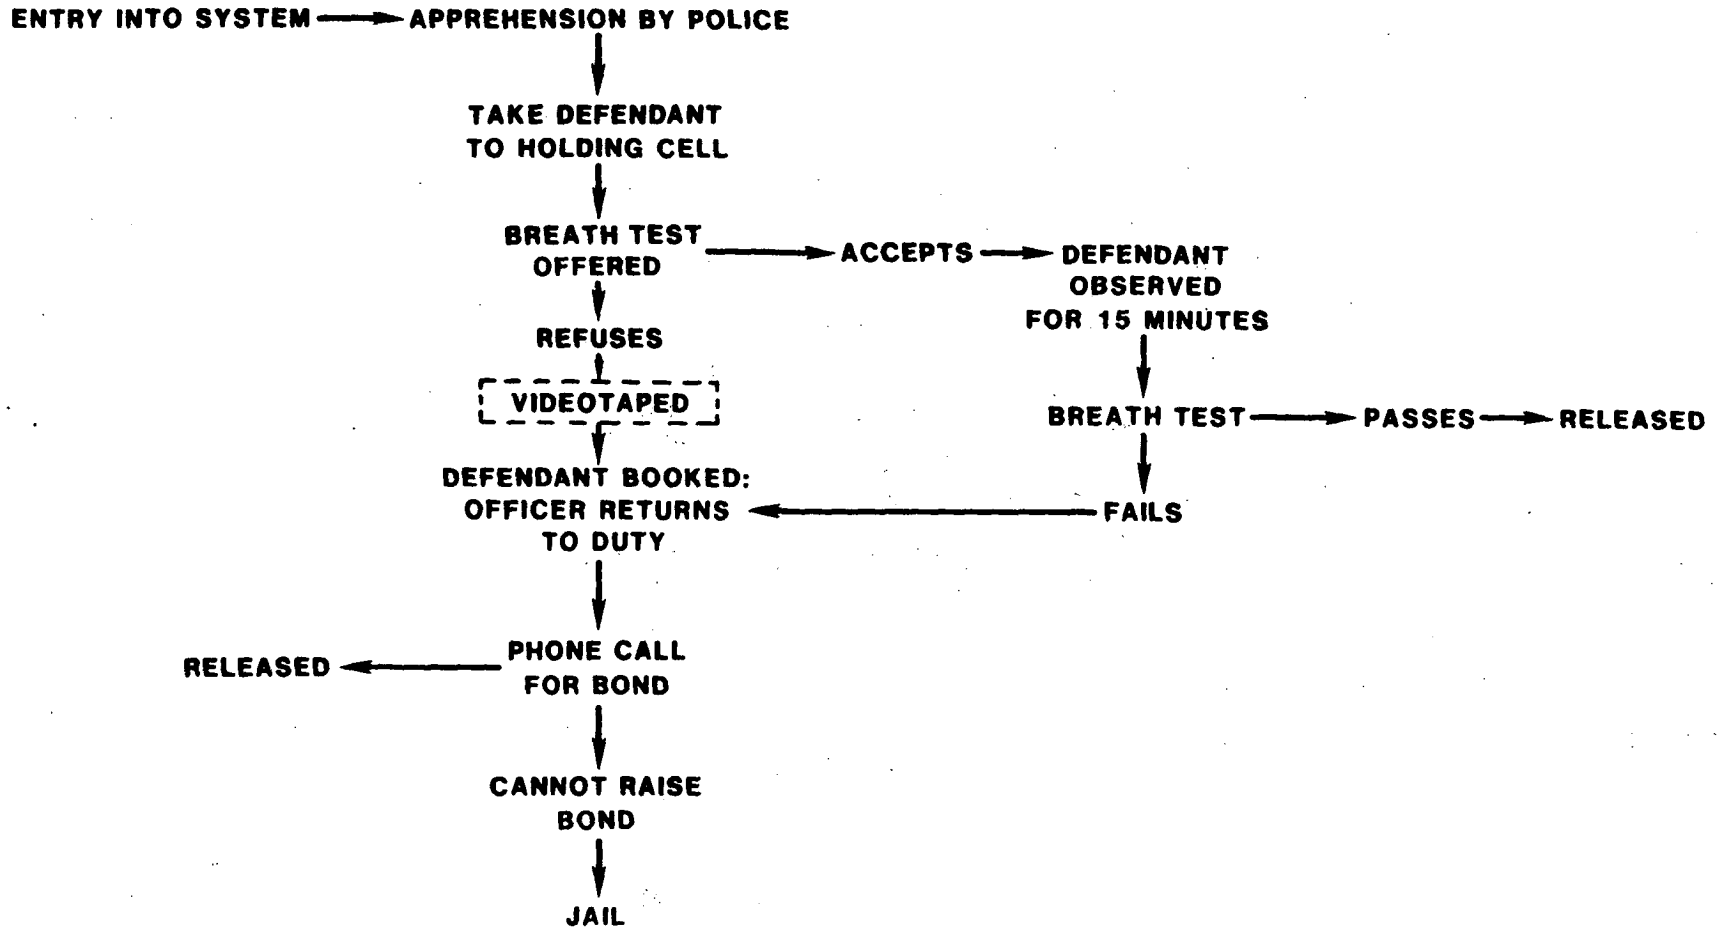 ENTRY INTO SYSTEM
APPREHENSION BY POLICE
TAKE DEFENDANT
TO HOLDING CELL
BREATH TEST
OFFERED
ACCEPTS
DEFENDANT
OBSERVED
FOR 15 MINUTES
REFUSES
VIDEOTAPED
BREATH TEST
PASSES
RELEASED
DEFENDANT BOOKED:
OFFICER RETURNS
TO DUTY
FAILS
PHONE CALL
FOR BOND
RELEASED
CANNOT RAISE
BOND
JAIL